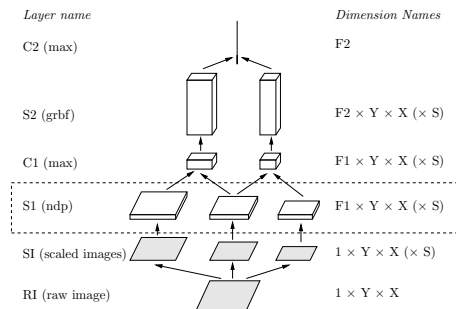 Layer name Dimension Names
C2 (max) F2
S2 (grbf) F2 × Y × X (× S)
C1 (max) F1 × Y × X (× S)
S1 (ndp) F1 × Y × X (× S)
SI (scaled images) 1 × Y × X (× S)
RI (raw image) 1 × Y × X